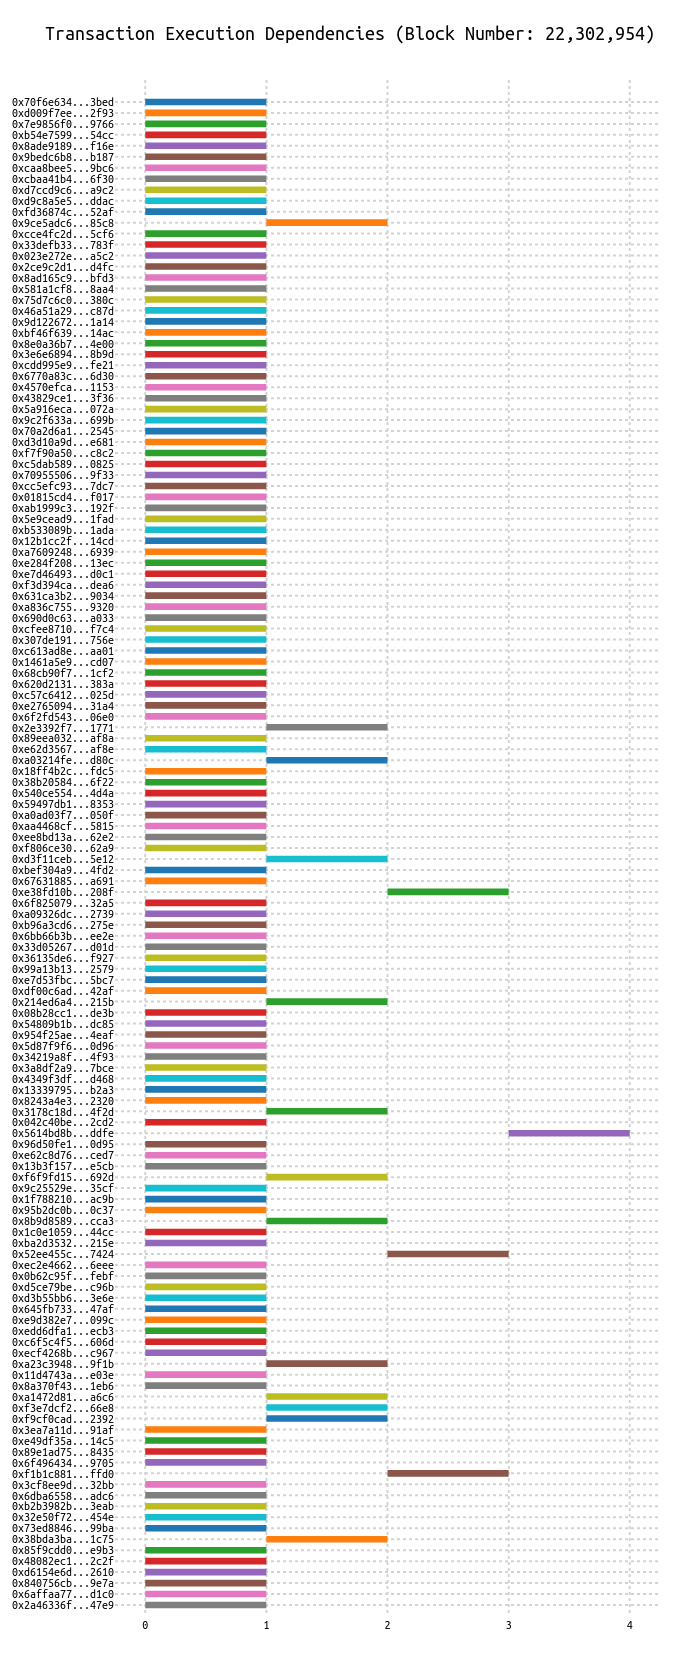 Transaction Execution Dependencies (Block Number: 22,302,954)
0x70f6e634...3bed
0xd009f7ee...2f93
0x7e9856f0...9766
0xb54e7599...54cc
0x8ade9189...f16e
0x9bedc6b8...b187
0xcaa8bee5...9bc6
0xcbaa41b4...6f30
0xd7ccd9c6...a9c2
0xd9c8a5e5...ddac
0xfd36874c...52af
0x9ce5adc6...85c8
0xcce4fc2d...5cf6
0x33defb33...783f
0x023e272e...a5c2
0x2ce9c2d1...d4fc
0x8ad165c9...bfd3
0x581a1cf8...8aa4
0x75d7c6c0...380c
0x46a51a29...c87d
0x9d122672...1a14
0xbf46f639...14ac
0x8e0a36b7...4e00
0x3e6e6894...8b9d
0xcdd995e9...fe21
0x6770a83c...6d30
0x4570efca...1153
0x43829ce1...3f36
0x5a916eca...072a
0x9c2f633a...699b
0x70a2d6a1...2545
0xd3d10a9d...e681
0xf7f90a50...c8c2
0xc5dab589...0825
0x70955506...9f33
0xcc5efc93...7dc7
0x01815cd4...f017
0xab1999c3...192f
0x5e9cead9...1fad
0xb533089b...1ada
0x12b1cc2f...14cd
0xa7609248...6939
0xe284f208...13ec
0xe7d46493...d0c1
0xf3d394ca...dea6
0x631ca3b2...9034
0xa836c755...9320
0x690d0c63...a033
0xcfee8710...f7c4
0x307de191...756e
0xc613ad8e...aa01
0x1461a5e9...cd07
0x68cb90f7...1cf2
0x620d2131...383a
0xc57c6412...025d
0xe2765094...31a4
0x6f2fd543...06e0
0x2e3392f7...1771
0x89eea032...af8a
0xe62d3567...af8e
0xa03214fe...d80c
0x18ff4b2c...fdc5
0x38b20584...6f22
0x540ce554...4d4a
0x59497db1...8353
0xa0ad03f7...050f
0xaa4468cf...5815
0xee8bd13a...62e2
0xf806ce30...62a9
0xd3f11ceb...5e12
0xbef304a9...4fd2
0x67631885...a691
0xe38fd10b...208f
0x6f825079...32a5
0xa09326dc...2739
0xb96a3cd6...275e
0x6bb66b3b...ee2e
0x33d05267...d01d
0x36135de6...f927
0x99a13b13...2579
0xe7d53fbc...5bc7
0xdf00c6ad...42af
0x214ed6a4...215b
0x08b28cc1...de3b
0x54809b1b...dc85
0x954f25ae...4eaf
0x5d87f9f6...0d96
0x34219a8f...4f93
0x3a8df2a9...7bce
0x4349f3df...d468
0x13339795...b2a3
0x8243a4e3...2320
0x3178c18d...4f2d
0x042c40be...2cd2
0x5614bd8b...ddfe
0x96d50fe1...0d95
0xe62c8d76...ced7
0x13b3f157...e5cb
0xf6f9fd15...692d
0x9c25529e...35cf
0x1f788210...ac9b
0x95b2dc0b...0c37
0x8b9d8589...cca3
0x1c0e1059...44cc
0xba2d3532...215e
0x52ee455c...7424
0xec2e4662...6eee
0x0b62c95f...febf
0xd5ce79be...c96b
0xd3b55bb6...3e6e
0x645fb733...47af
0xe9d382e7...099c
0xedd6dfa1...ecb3
0xc6f5c4f5...606d
0xecf4268b...c967
0xa23c3948...9f1b
0x11d4743a...e03e
0x8a370f43...1eb6
0xa1472d81...a6c6
0xf3e7dcf2...66e8
0xf9cf0cad...2392
0x3ea7a11d...91af
0xe49df35a...14c5
0x89e1ad75...8435
0x6f496434...9705
0xf1b1c881...ffd0
0x3cf8ee9d...32bb
0x6dba6558...adc6
0xb2b3982b...3eab
0x32e50f72...454e
0x73ed8846...99ba
0x38bda3ba...1c75
0x85f9cdd0...e9b3
0x48082ec1...2c2f
0xd6154e6d...2610
0x840756cb...9e7a
0x6affaa77...d1c0
0x2a46336f...47e9
0 1 2 3 4